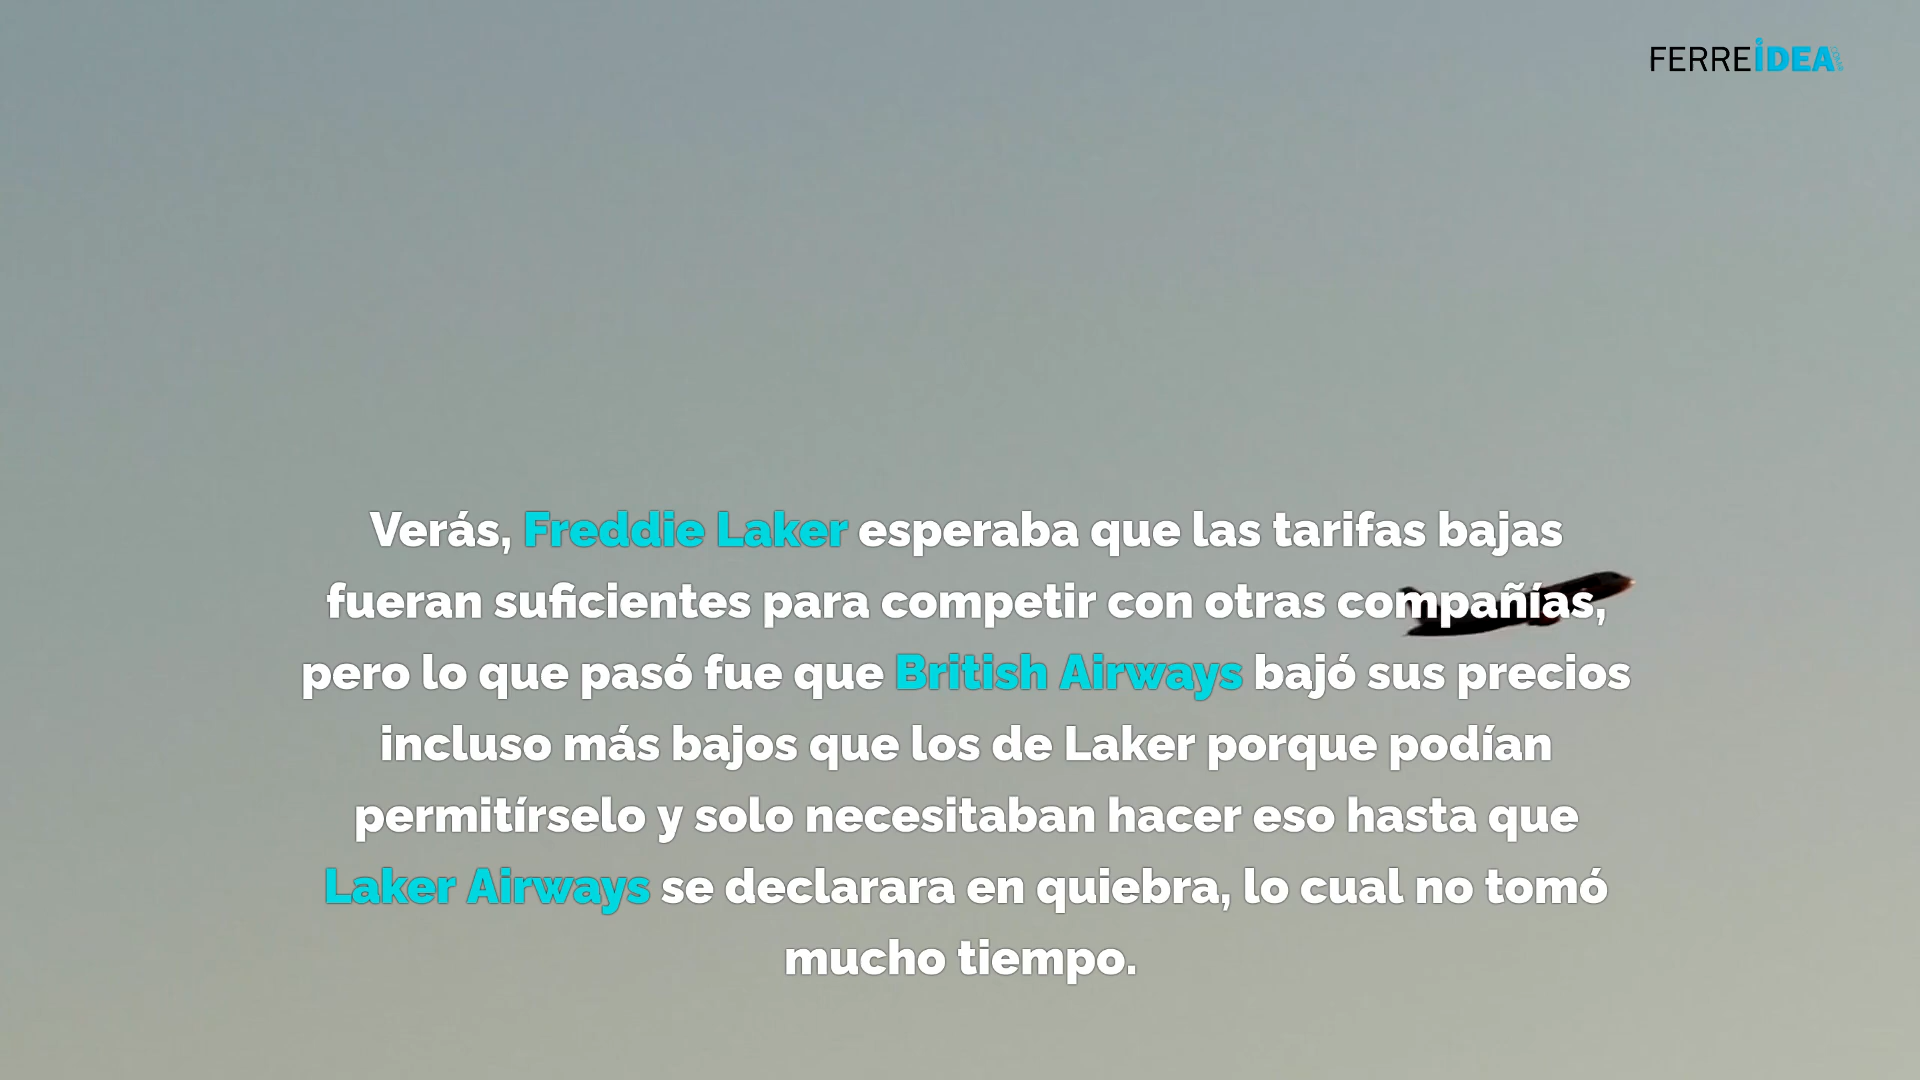 FERREiDEA
Verás, Freddie Laker esperaba que las tarifas bajas
fueran suficientes para competir con otras compañías,
pero lo que pasó fue que British Airways bajó sus precios
incluso más bajos que los de Laker porque podían
permitírselo y solo necesitaban hacer eso hasta que
Laker Airways se declarara en quiebra, lo cual no tomó
mucho tiempo.